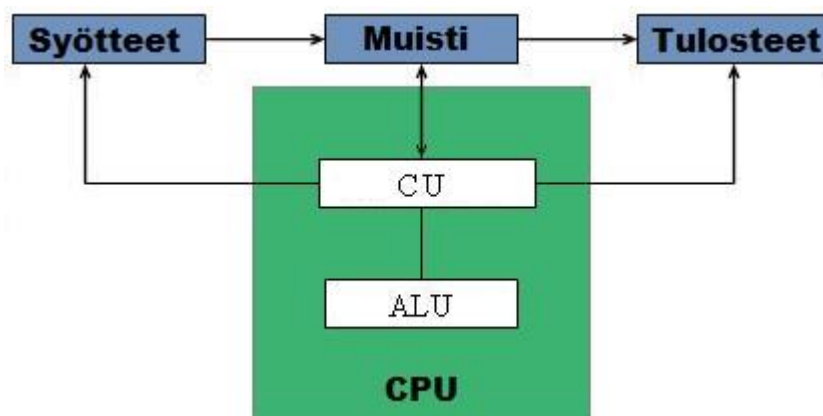 Syötteet
Muisti
Tulosteet
CU
ALU
CPU